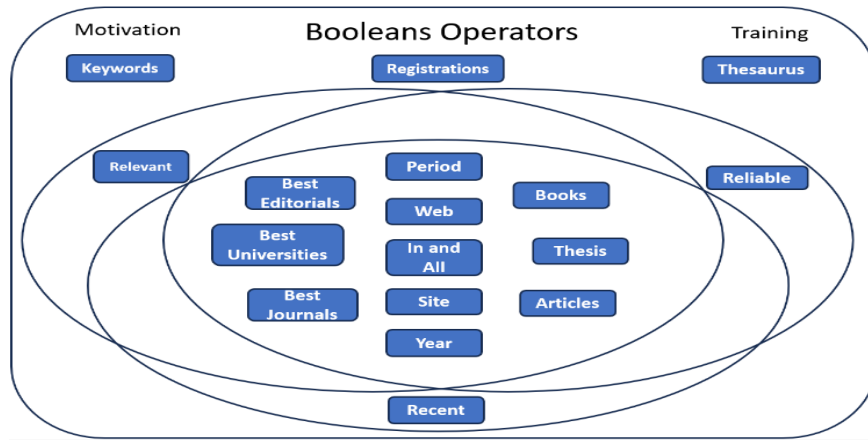 Motivation
Booleans Operators
Training
Keywords
Registrations
Thesaurus
Relevant
Period
Reliable
Best
Editorials
Books
Web
Best
Universities
In and
All
Thesis
Best
Journals
Site
Articles
Year
Recent